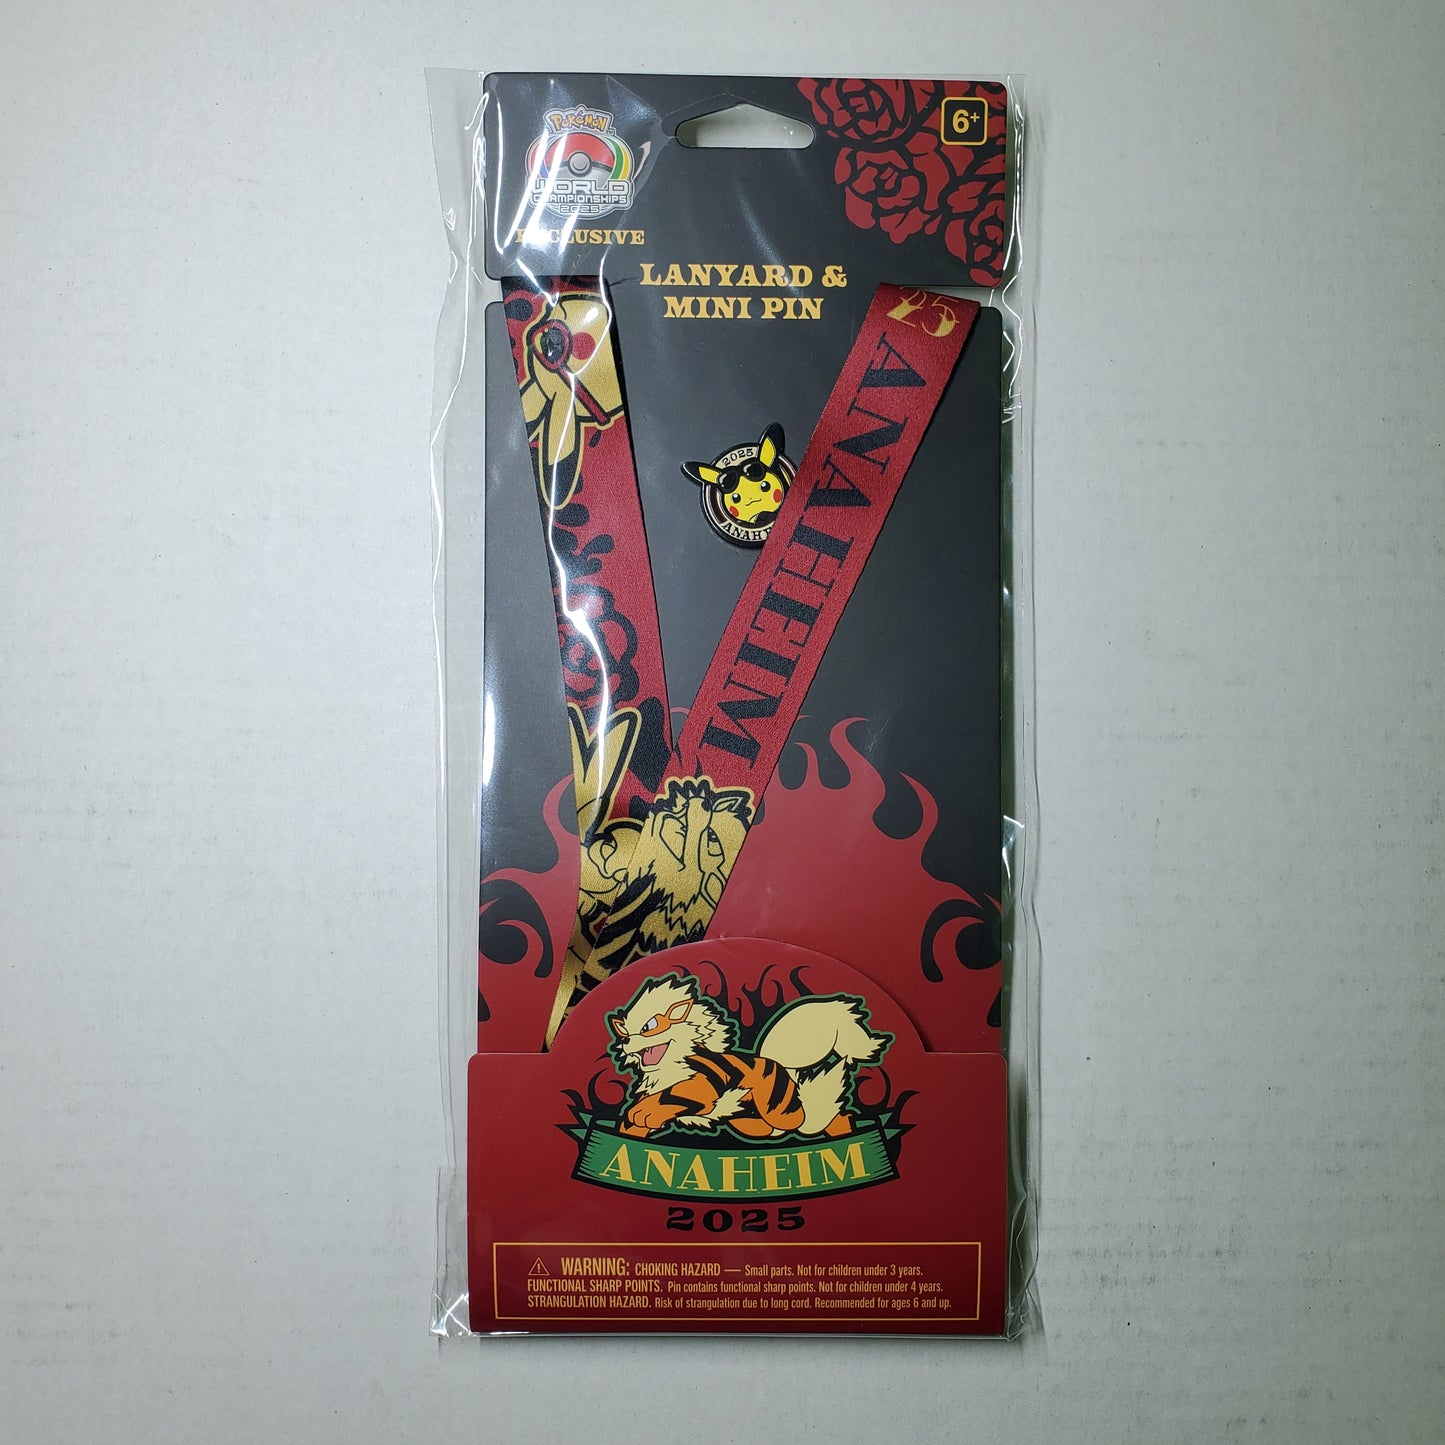 Pokémon
WORLD
CHAMPIONSHIPS
2025
EXCLUSIVE
6+
LANYARD &
MINI PIN
25
ANAHEIM
2025
ANAHE
ANAHEIM
2025
WARNING: CHOKING HAZARD — Small parts. Not for children under 3 years.
FUNCTIONAL SHARP POINTS. Pin contains functional sharp points. Not for children under 4 years.
STRANGULATION HAZARD. Risk of strangulation due to long cord. Recommended for ages 6 and up.